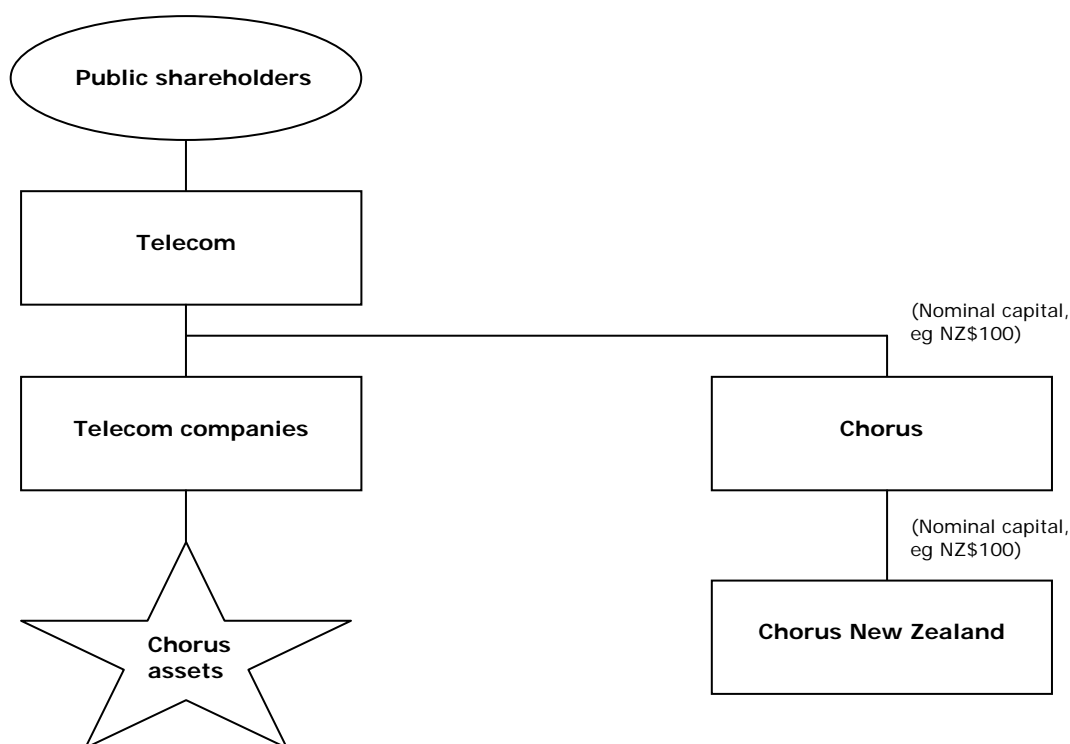 Public shareholders
Telecom
(Nominal capital,
eg NZ$100)
Telecom companies
Chorus
(Nominal capital,
eg NZ$100)
Chorus New Zealand
Chorus
assets